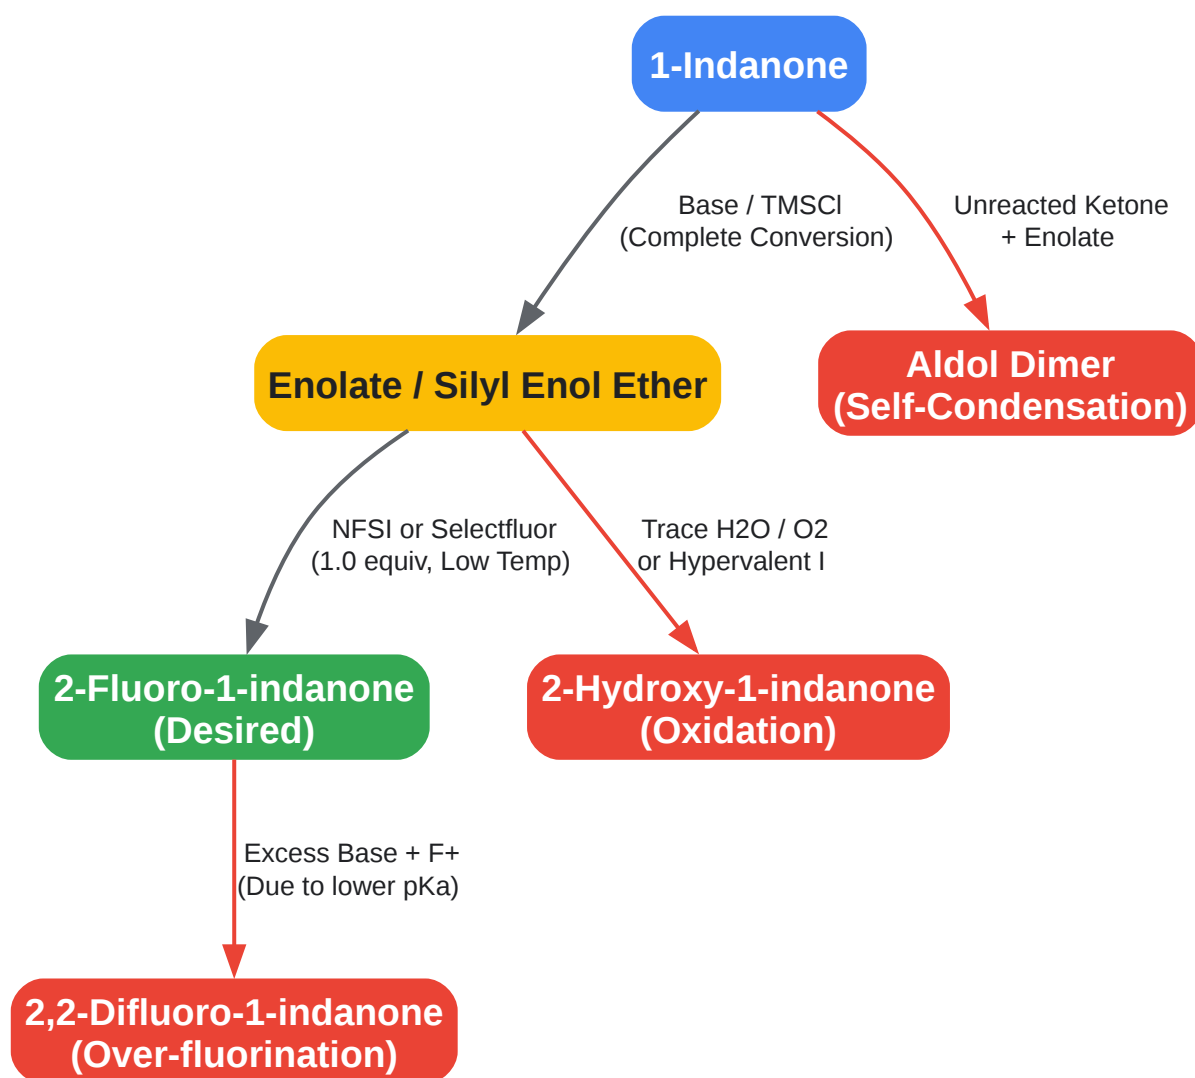 1-Indanone
Base / TMSCl
(Complete Conversion)
Unreacted Ketone
+ Enolate
Enolate / Silyl Enol Ether
Aldol Dimer
(Self-Condensation)
NFSI or Selectfluor
(1.0 equiv, Low Temp)
Trace H2O / O2
or Hypervalent I
2-Fluoro-1-indanone
(Desired)
2-Hydroxy-1-indanone
(Oxidation)
Excess Base + F+
(Due to lower pKa)
2,2-Difluoro-1-indanone
(Over-fluorination)